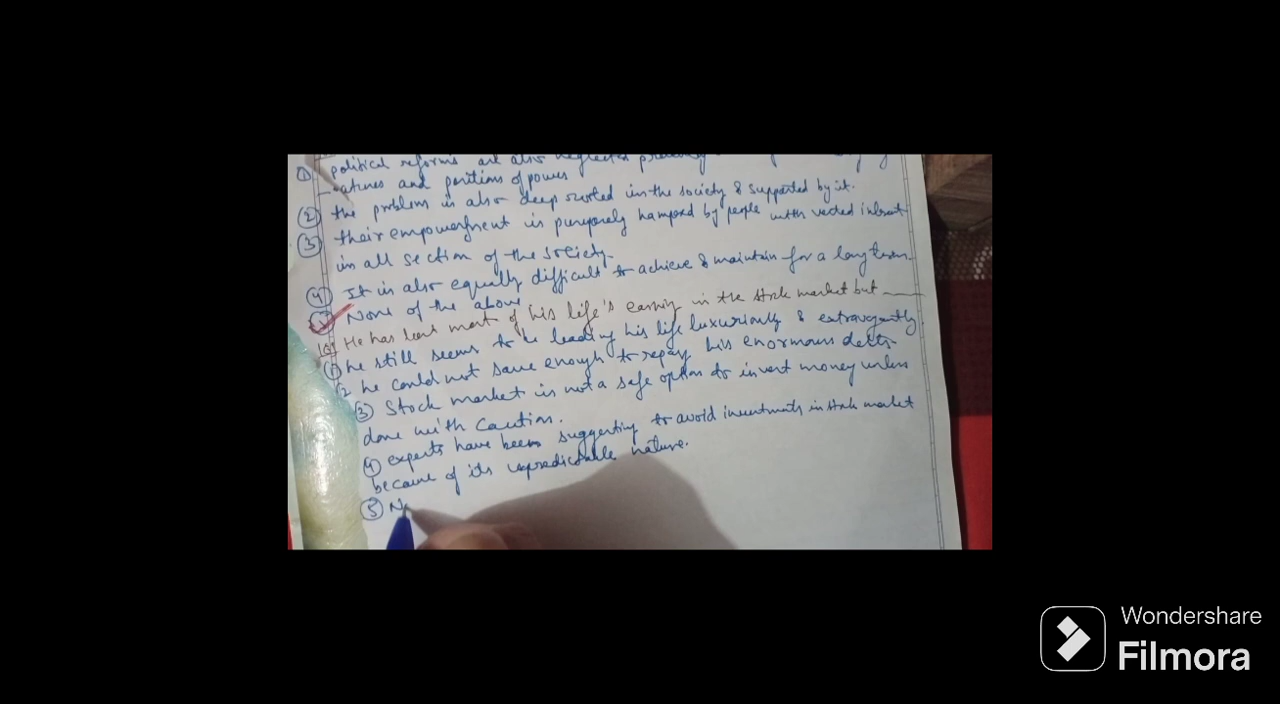 ① political reforms are also neglected
-atures and positions of power
② the problem is also deep rooted in the society & supported by it.
③ their empowerment is purposely hampered by people with vested interest
in all section of the society.
④ It is also equally difficult to achieve & maintain for a long term.
None of the above
He has lost most of his life's earning in the stock market but ____
① he still seems to be leading his life luxuriously & extravagantly
2 he could not save enough to repay his enormous debts
③ Stock market is not a safe option to invest money unless
done with Caution.
④ experts have been suggesting to avoid investments in stock market
because of its unpredictable nature.
⑤ N
Wondershare
Filmora